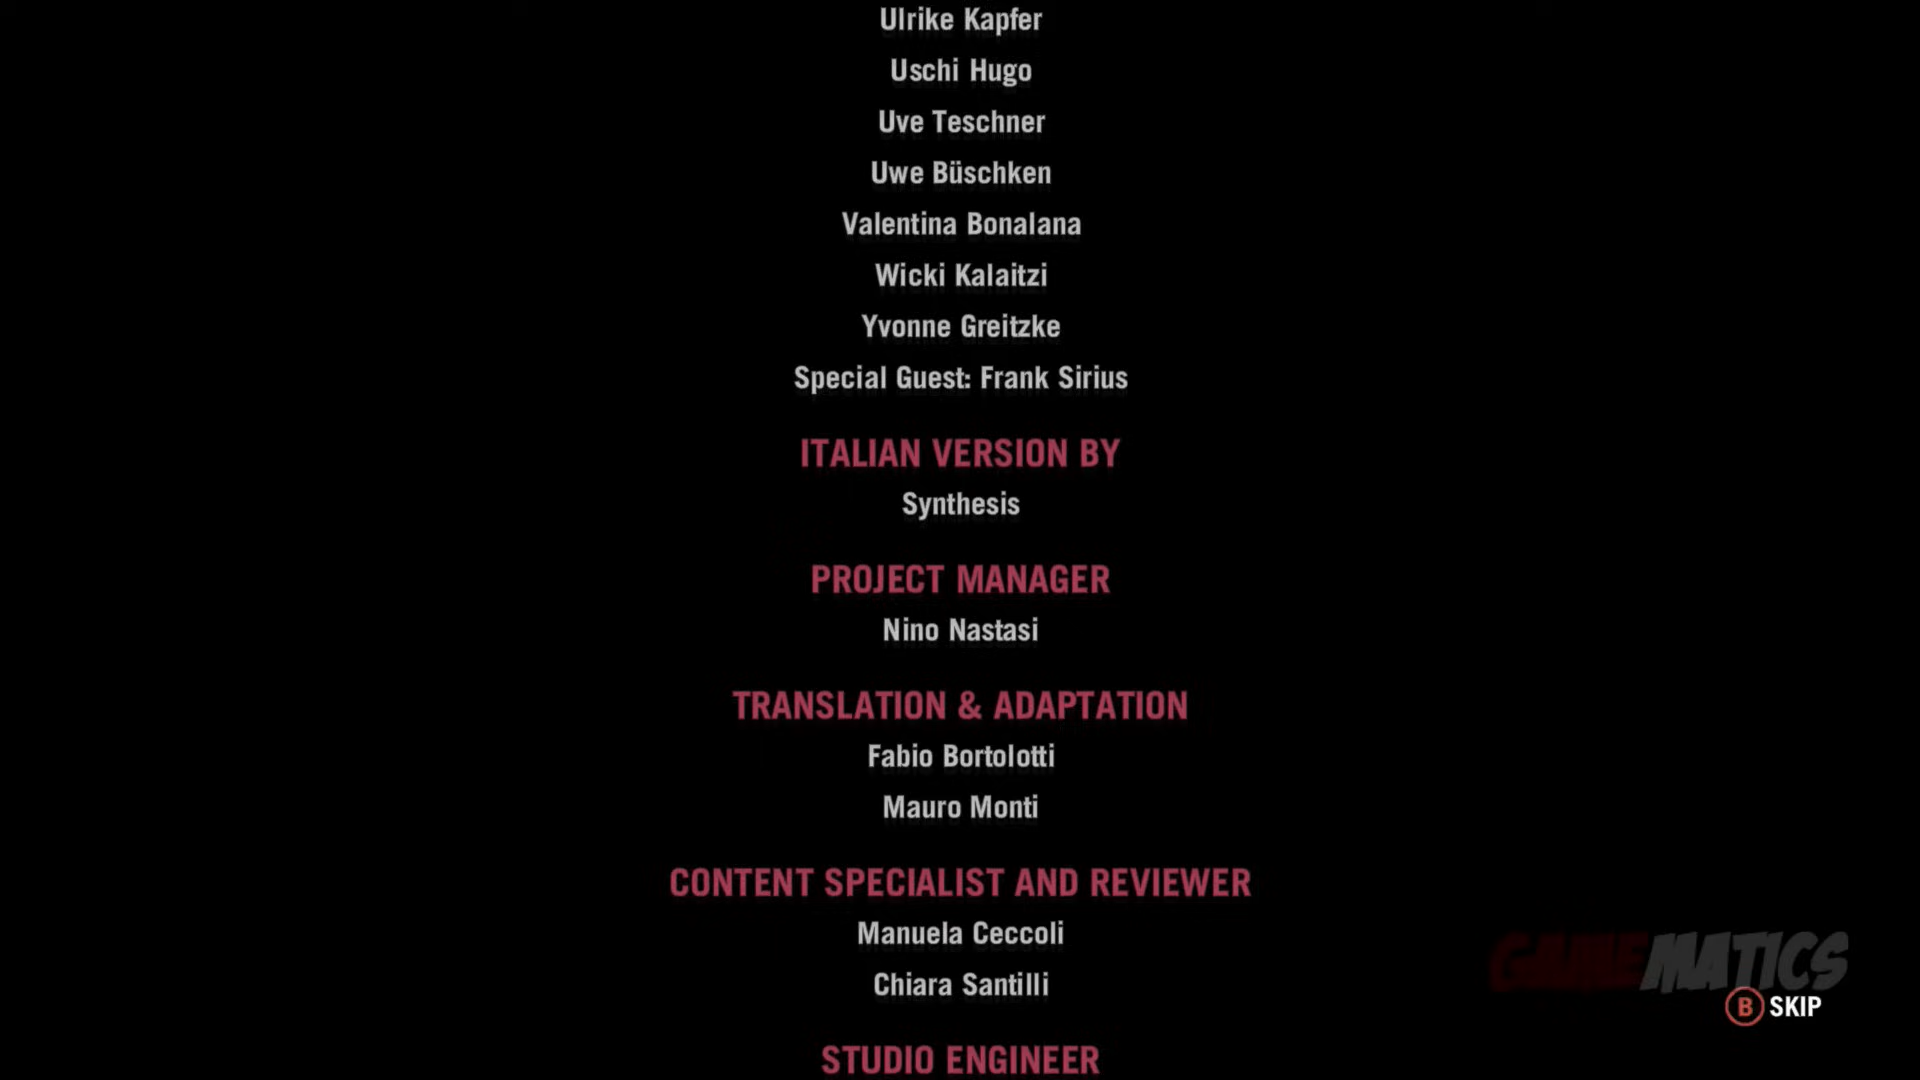 Ulrike Kapfer
Uschi Hugo
Uve Teschner
Uwe Büschken
Valentina Bonalana
Wicki Kalaitzi
Yvonne Greitzke
Special Guest: Frank Sirius
ITALIAN VERSION BY
Synthesis
PROJECT MANAGER
Nino Nastasi
TRANSLATION & ADAPTATION
Fabio Bortolotti
Mauro Monti
CONTENT SPECIALIST AND REVIEWER
Manuela Ceccoli
Chiara Santilli
GAMEMATICS
B SKIP
STUDIO ENGINEER